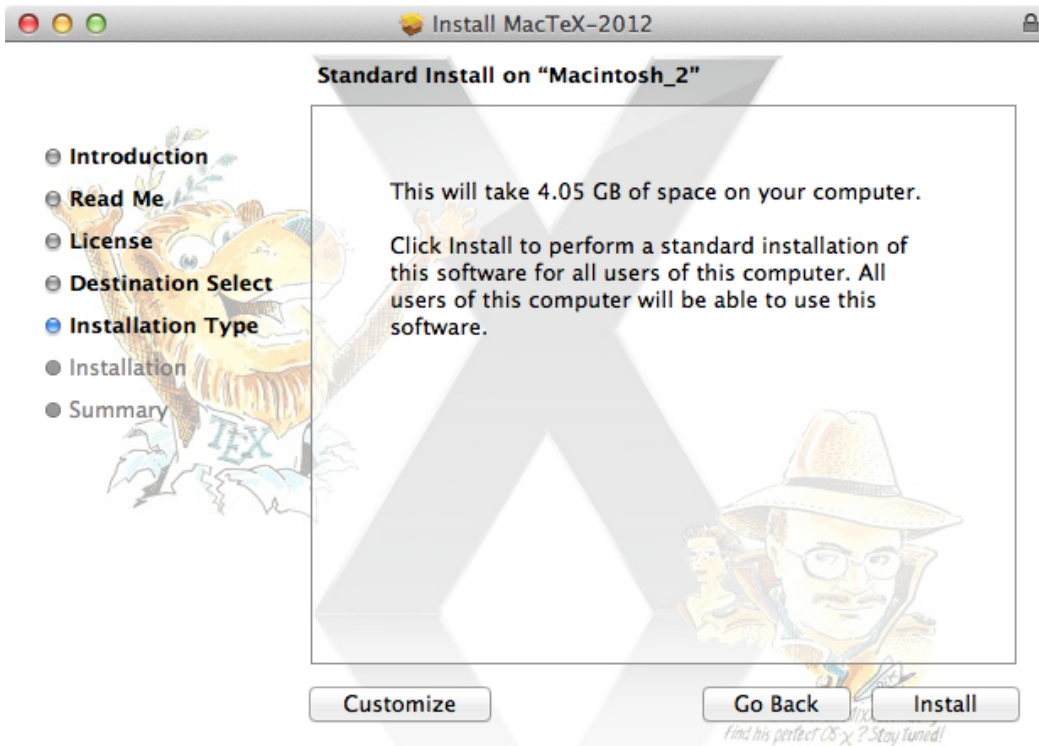 Install MacTeX-2012
Standard Install on “Macintosh_2”
Introduction
Read Me
License
Destination Select
Installation Type
Installation
Summary
This will take 4.05 GB of space on your computer.
Click Install to perform a standard installation of
this software for all users of this computer. All
users of this computer will be able to use this
software.
TEX
Customize
Go Back
Install
find his perfect OS-X? Stay tuned!